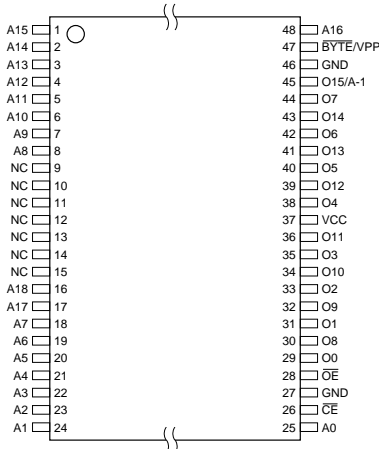 A15 1 48 A16
A14 2 47 BYTE/VPP
A13 3 46 GND
A12 4 45 O15/A-1
A11 5 44 O7
A10 6 43 O14
A9 7 42 O6
A8 8 41 O13
NC 9 40 O5
NC 10 39 O12
NC 11 38 O4
NC 12 37 VCC
NC 13 36 O11
NC 14 35 O3
NC 15 34 O10
A18 16 33 O2
A17 17 32 O9
A7 18 31 O1
A6 19 30 O8
A5 20 29 O0
A4 21 28 OE
A3 22 27 GND
A2 23 26 CE
A1 24 25 A0